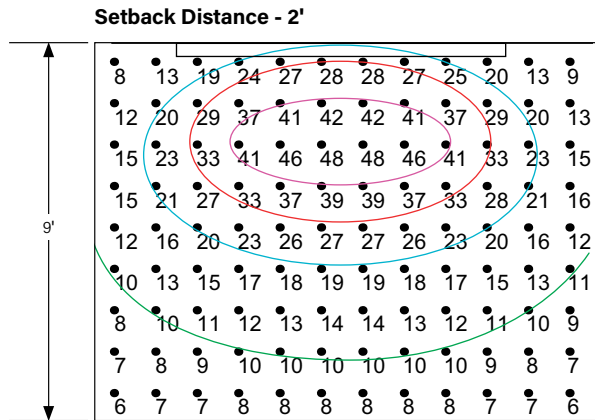 Setback Distance - 2'
8 13 19 24 27 28 28 27 25 20 13 9
12 20 29 37 41 42 42 41 37 29 20 13
15 23 33 41 46 48 48 46 41 33 23 15
15 21 27 33 37 39 39 37 33 28 21 16
9'
12 16 20 23 26 27 27 26 23 20 16 12
10 13 15 17 18 19 19 18 17 15 13 11
8 10 11 12 13 14 14 13 12 11 10 9
7 8 9 10 10 10 10 10 10 9 8 7
6 7 7 8 8 8 8 8 8 7 7 6